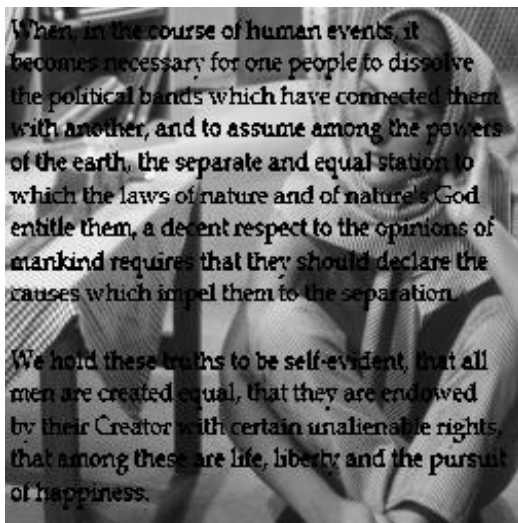 When, in the course of human events, it
becomes necessary for one people to dissolve
the political bands which have connected them
with another, and to assume among the powers
of the earth, the separate and equal station to
which the laws of nature and of nature's God
entitle them, a decent respect to the opinions of
mankind requires that they should declare the
causes which impel them to the separation.
We hold these truths to be self-evident, that all
men are created equal, that they are endowed
by their Creator with certain unalienable rights,
that among these are life, liberty and the pursuit
of happiness.